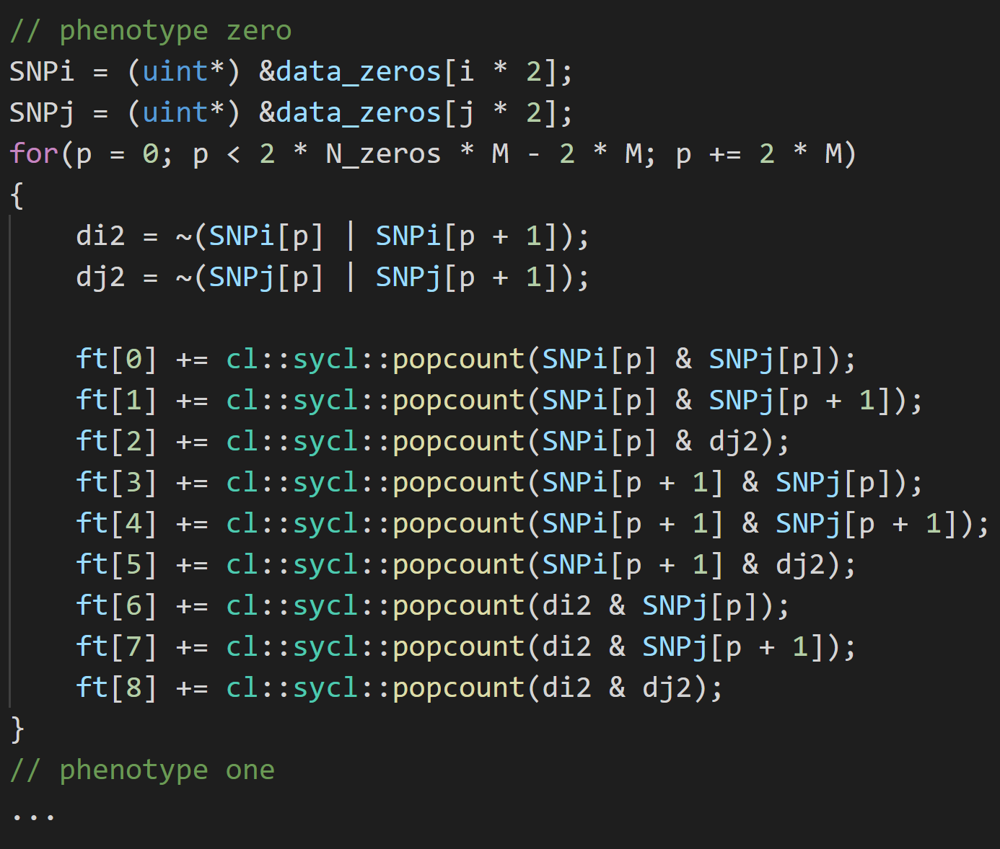 // phenotype zero
SNPi = (uint*) &data_zeros[i * 2];
SNPj = (uint*) &data_zeros[j * 2];
for(p = 0; p < 2 * N_zeros * M - 2 * M; p += 2 * M)
{
    di2 = ~(SNPi[p] | SNPi[p + 1]);
    dj2 = ~(SNPj[p] | SNPj[p + 1]);

    ft[0] += cl::sycl::popcount(SNPi[p] & SNPj[p]);
    ft[1] += cl::sycl::popcount(SNPi[p] & SNPj[p + 1]);
    ft[2] += cl::sycl::popcount(SNPi[p] & dj2);
    ft[3] += cl::sycl::popcount(SNPi[p + 1] & SNPj[p]);
    ft[4] += cl::sycl::popcount(SNPi[p + 1] & SNPj[p + 1]);
    ft[5] += cl::sycl::popcount(SNPi[p + 1] & dj2);
    ft[6] += cl::sycl::popcount(di2 & SNPj[p]);
    ft[7] += cl::sycl::popcount(di2 & SNPj[p + 1]);
    ft[8] += cl::sycl::popcount(di2 & dj2);
}
// phenotype one
...